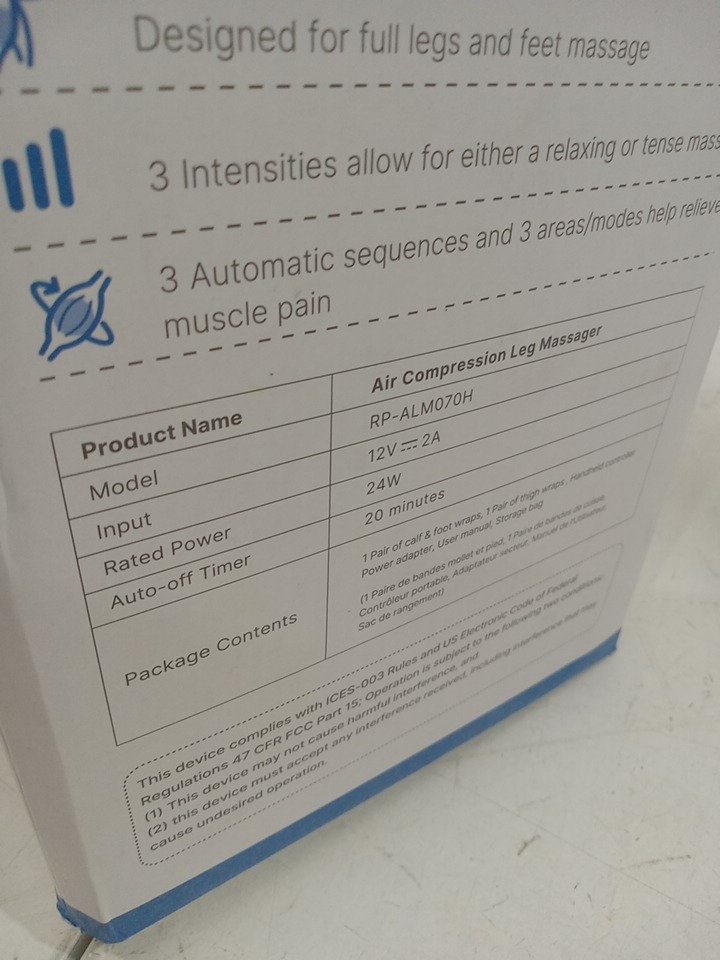 Designed for full legs and feet massage
3 Intensities allow for either a relaxing or tense mass
3 Automatic sequences and 3 areas/modes help relieve
muscle pain
Product Name
Air Compression Leg Massager
Model
RP-ALM070H
Input
12V ⎓ 2A
Rated Power
24W
Auto-off Timer
20 minutes
Package Contents
1 Pair of calf & foot wraps, 1 Pair of thigh wraps, Handheld controller
Power adapter, User manual, Storage bag
(1 Paire de bandes mollet et pied, 1 Paire de bandes de cuisse,
Contrôleur portable, Adaptateur secteur, Manuel de l'utilisateur,
Sac de rangement)
This device complies with ICES-003 Rules and US Electronic Code of Federal
Regulations 47 CFR FCC Part 15; Operation is subject to the following two conditions:
(1) This device may not cause harmful interference, and
(2) this device must accept any interference received, including interference that may
cause undesired operation.